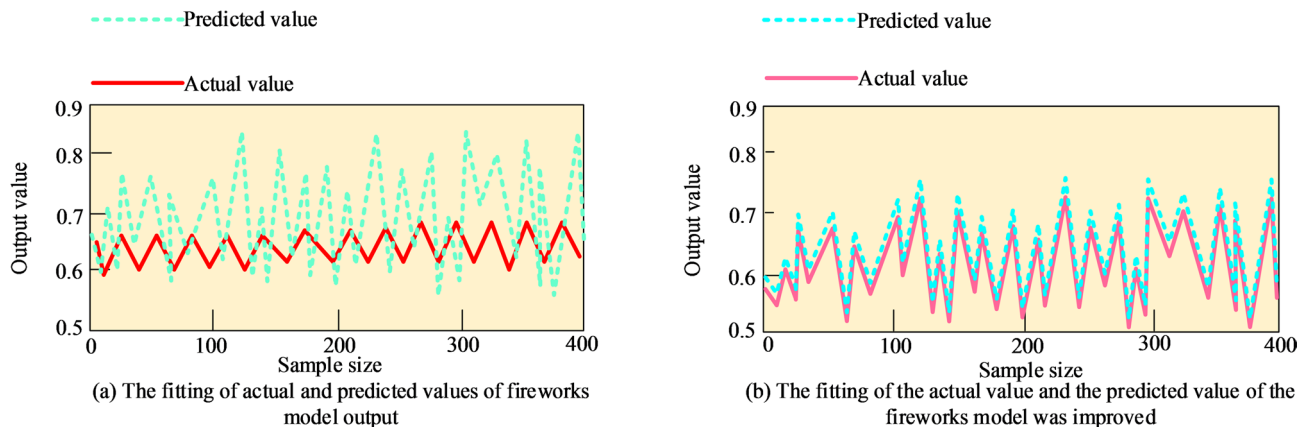 Predicted value
Actual value
0.9
0.8
0.7
0.6
0.5
Output value
0
100
200
300
400
Sample size
(a) The fitting of actual and predicted values of fireworks
model output
Predicted value
Actual value
0.9
0.8
0.7
0.6
0.5
Output value
0
100
200
300
400
Sample size
(b) The fitting of the actual value and the predicted value of the
fireworks model was improved